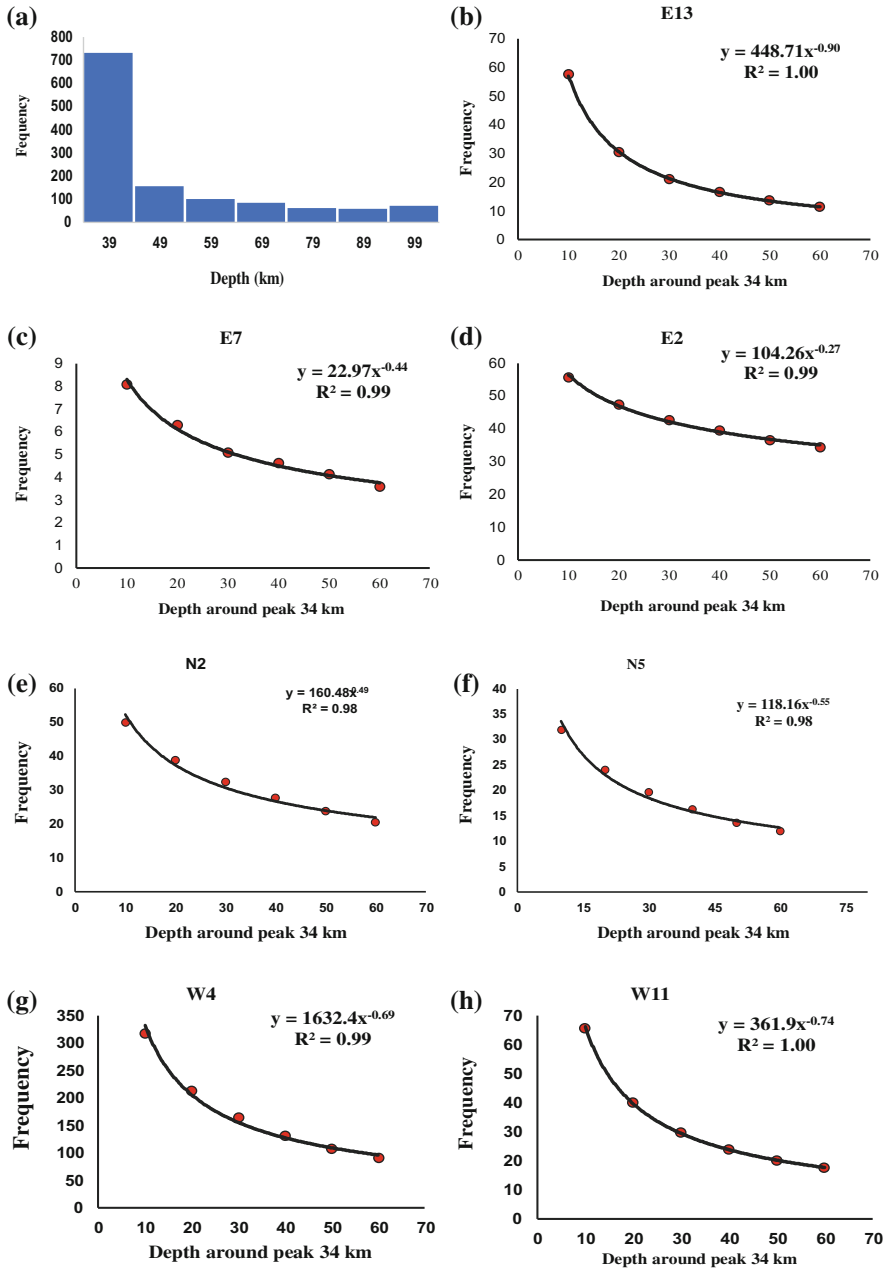 (a)
800
700
600
500
400
300
200
100
0
Fequency
39 49 59 69 79 89 99
Depth (km)
(b)
E13
y = 448.71x^-0.90
R² = 1.00
70
60
50
40
30
20
10
0
Frequency
0 10 20 30 40 50 60 70
Depth around peak 34 km
(c)
E7
y = 22.97x^-0.44
R² = 0.99
9
8
7
6
5
4
3
2
1
0
Frequency
0 10 20 30 40 50 60 70
Depth around peak 34 km
(d)
E2
y = 104.26x^-0.27
R² = 0.99
60
50
40
30
20
10
0
Frequency
0 10 20 30 40 50 60 70
Depth around peak 34 km
(e)
N2
y = 160.48x^-0.49
R² = 0.98
60
50
40
30
20
10
0
Frequency
0 10 20 30 40 50 60 70
Depth around peak 34 km
(f)
N5
y = 118.16x^-0.55
R² = 0.98
40
35
30
25
20
15
10
5
0
Frequency
0 15 30 45 60 75
Depth around peak 34 km
(g)
W4
y = 1632.4x^-0.69
R² = 0.99
350
300
250
200
150
100
50
0
Frequency
0 10 20 30 40 50 60 70
Depth around peak 34 km
(h)
W11
y = 361.9x^-0.74
R² = 1.00
70
60
50
40
30
20
10
0
Frequency
0 10 20 30 40 50 60 70
Depth around peak 34 km